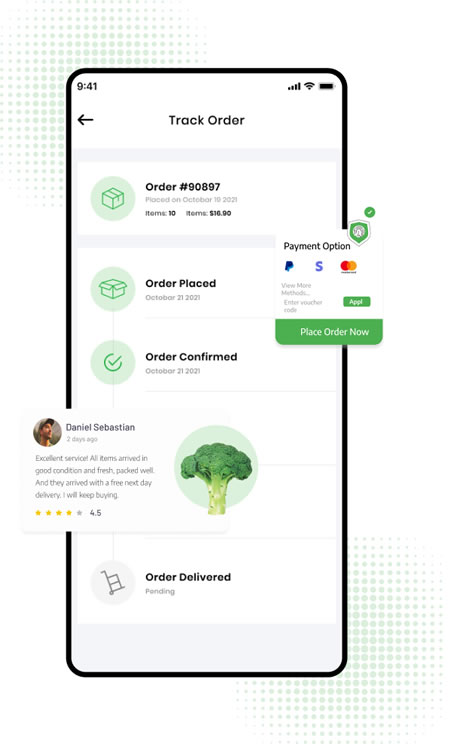 9:41
Track Order
Order #90897
Placed on Octobar 19 2021
Items: 10 Items: $16.90
Payment Option
View More
Methods...
Enter voucher
code
Appl
Place Order Now
Order Placed
Octobar 21 2021
Order Confirmed
Octobar 21 2021
Daniel Sebastian
2 days ago
Excellent service! All items arrived in
good condition and fresh, packed well.
And they arrived with a free next day
delivery. I will keep buying.
4.5
Order Delivered
Pending